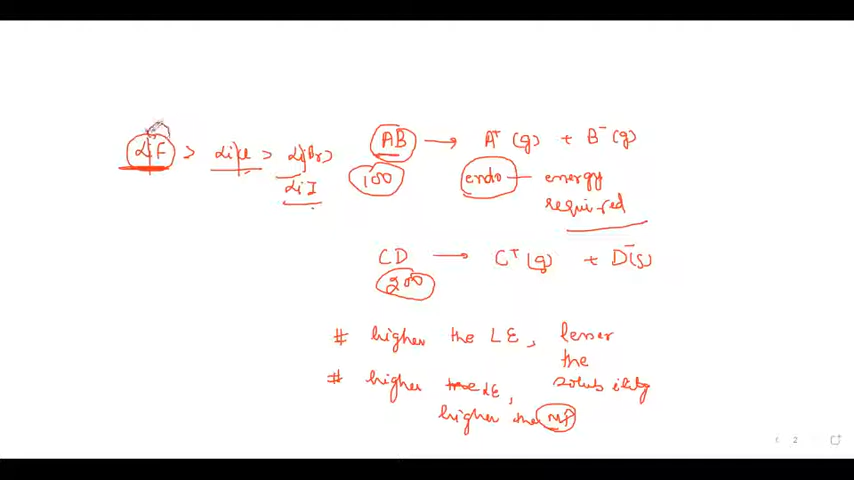 LiF > LiCl > LiBr >
LiI
AB → A⁺ (g) + B⁻ (g)
100
endo — energy
required
CD → C⁺ (g) + D⁻(g)
200
# higher the LE, lesser
the
solubility
# higher the LE,
higher the MP
2